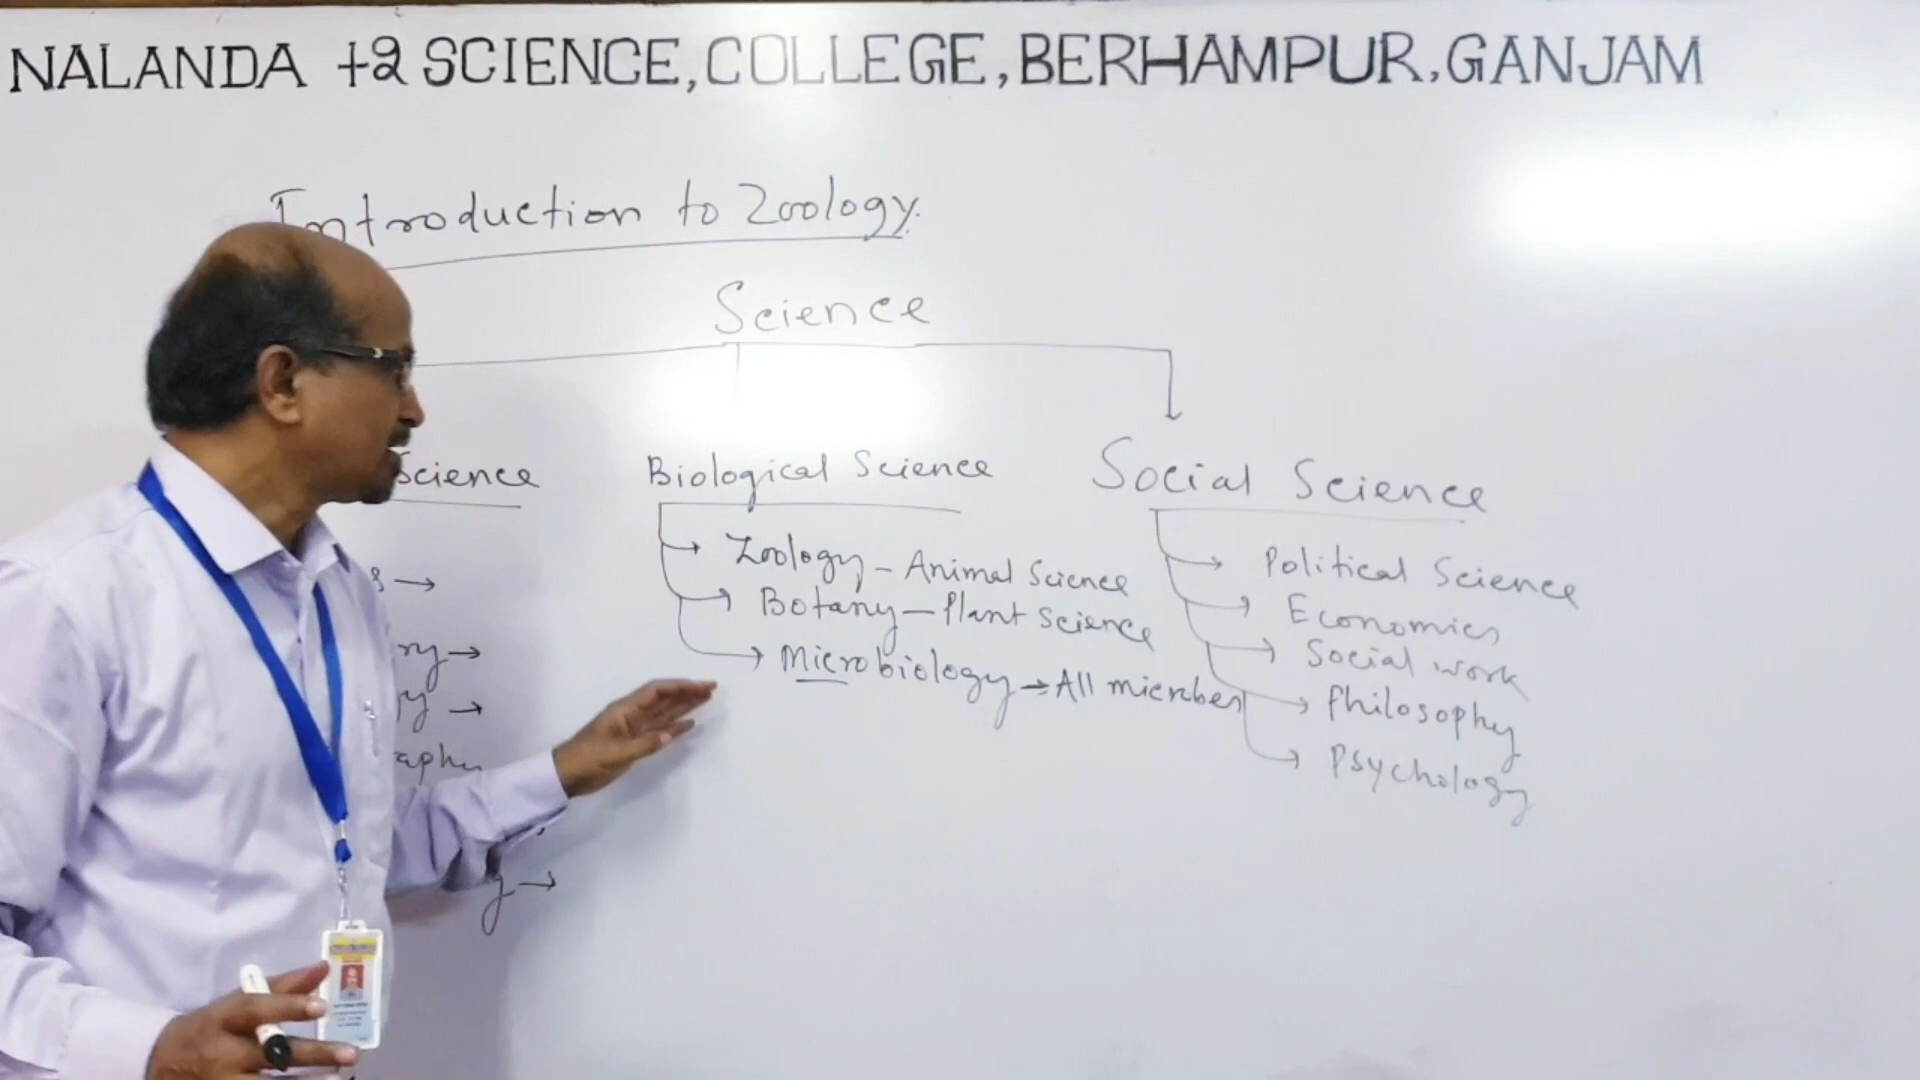 NALANDA +2 SCIENCE, COLLEGE, BERHAMPUR, GANJAM
Introduction to Zoology.
Science
Science
Biological Science
Zoology - Animal Science
Botany - Plant Science
Microbiology → All microbes
Social Science
Political Science
Economics
Social work
Philosophy
Psychology